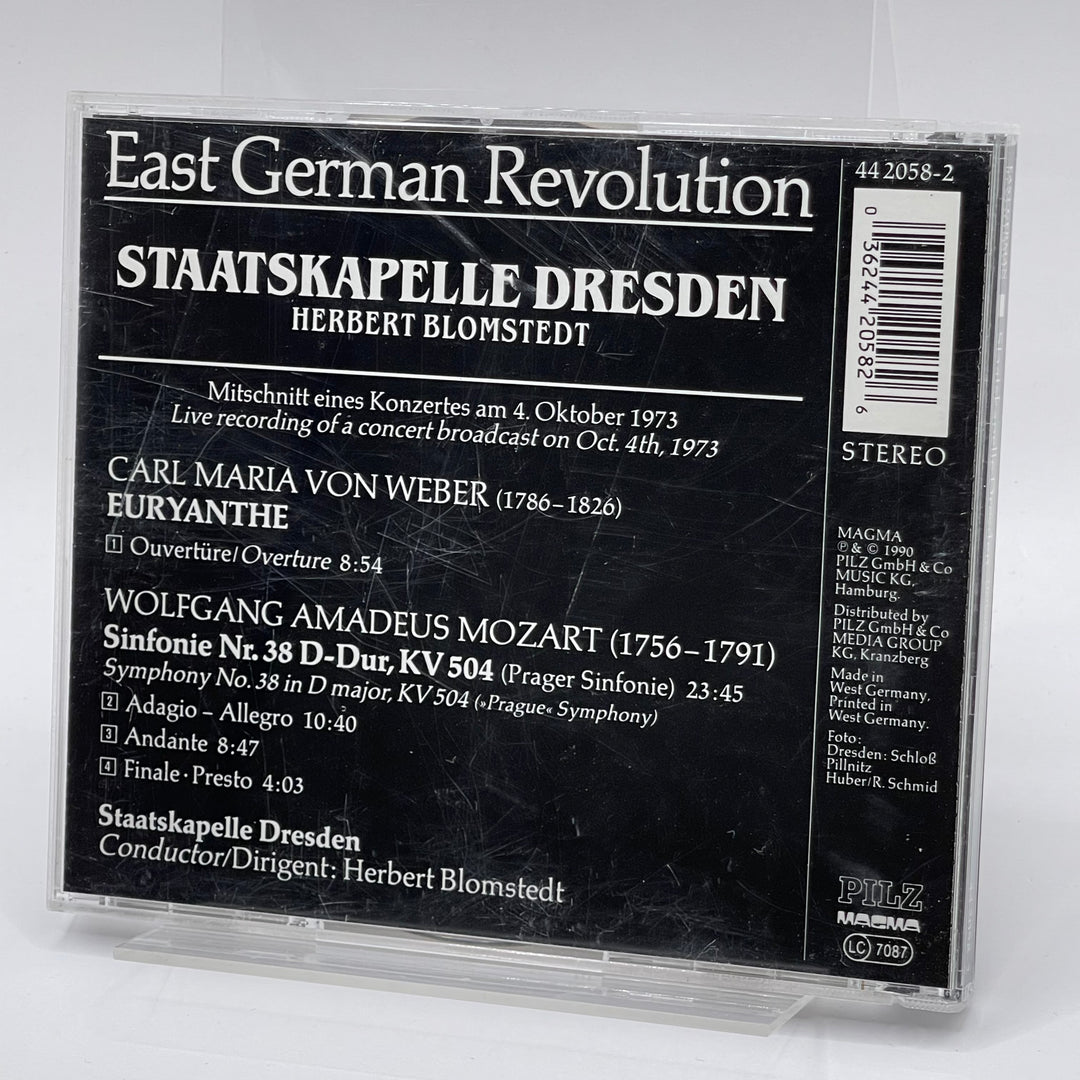 East German Revolution
STAATSKAPELLE DRESDEN
HERBERT BLOMSTEDT
Mitschnitt eines Konzertes am 4. Oktober 1973
Live recording of a concert broadcast on Oct. 4th, 1973
CARL MARIA VON WEBER (1786–1826)
EURYANTHE
1 Ouvertüre/Overture 8:54
WOLFGANG AMADEUS MOZART (1756–1791)
Sinfonie Nr. 38 D-Dur, KV 504 (Prager Sinfonie) 23:45
Symphony No. 38 in D major, KV 504 (»Prague« Symphony)
2 Adagio – Allegro 10:40
3 Andante 8:47
4 Finale · Presto 4:03
Staatskapelle Dresden
Conductor/Dirigent: Herbert Blomstedt
44 2058-2
0 36244 20582 6
STEREO
MAGMA
℗ & © 1990
PILZ GmbH & Co
MUSIC KG,
Hamburg.
Distributed by
PILZ GmbH & Co
MEDIA GROUP
KG, Kranzberg
Made in
West Germany,
Printed in
West Germany.
Foto:
Dresden: Schloß
Pillnitz
Huber/R. Schmid
PILZ
MAGMA
LC 7087